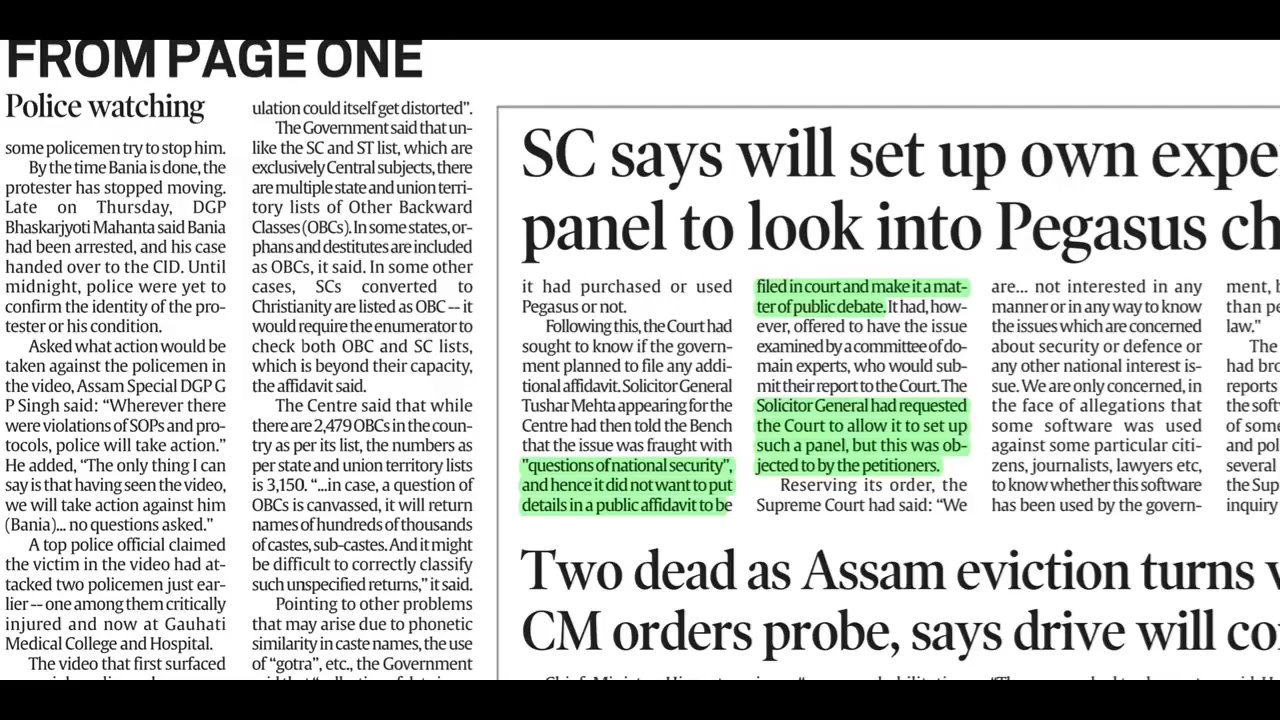 FROM PAGE ONE
Police watching
some policemen try to stop him.
By the time Bania is done, the
protester has stopped moving.
Late on Thursday, DGP
Bhaskarjyoti Mahanta said Bania
had been arrested, and his case
handed over to the CID. Until
midnight, police were yet to
confirm the identity of the pro-
tester or his condition.
Asked what action would be
taken against the policemen in
the video, Assam Special DGP G
P Singh said: “Wherever there
were violations of SOPs and pro-
tocols, police will take action.”
He added, “The only thing I can
say is that having seen the video,
we will take action against him
(Bania)... no questions asked.”
A top police official claimed
the victim in the video had at-
tacked two policemen just ear-
lier -- one among them critically
injured and now at Gauhati
Medical College and Hospital.
The video that first surfaced
ulation could itself get distorted”.
The Government said that un-
like the SC and ST list, which are
exclusively Central subjects, there
are multiple state and union terri-
tory lists of Other Backward
Classes (OBCs). In some states, or-
phans and destitutes are included
as OBCs, it said. In some other
cases, SCs converted to
Christianity are listed as OBC -- it
would require the enumerator to
check both OBC and SC lists,
which is beyond their capacity,
the affidavit said.
The Centre said that while
there are 2,479 OBCs in the coun-
try as per its list, the numbers as
per state and union territory lists
is 3,150. “...in case, a question of
OBCs is canvassed, it will return
names of hundreds of thousands
of castes, sub-castes. And it might
be difficult to correctly classify
such unspecified returns,” it said.
Pointing to other problems
that may arise due to phonetic
similarity in caste names, the use
of “gotra”, etc., the Government
SC says will set up own expe
panel to look into Pegasus ch
it had purchased or used
Pegasus or not.
Following this, the Court had
sought to know if the govern-
ment planned to file any addi-
tional affidavit. Solicitor General
Tushar Mehta appearing for the
Centre had then told the Bench
that the issue was fraught with
"questions of national security",
and hence it did not want to put
details in a public affidavit to be
filed in court and make it a mat-
ter of public debate. It had, how-
ever, offered to have the issue
examined by a committee of do-
main experts, who would sub-
mit their report to the Court. The
Solicitor General had requested
the Court to allow it to set up
such a panel, but this was ob-
jected to by the petitioners.
Reserving its order, the
Supreme Court had said: “We
are... not interested in any
manner or in any way to know
the issues which are concerned
about security or defence or
any other national interest is-
sue. We are only concerned, in
the face of allegations that
some software was used
against some particular citi-
zens, journalists, lawyers etc,
to know whether this software
has been used by the govern-
ment, b
than pe
law.”
The
had bro
reports
the soft
of some
and pol
several
the Sup
inquiry
Two dead as Assam eviction turns v
CM orders probe, says drive will co